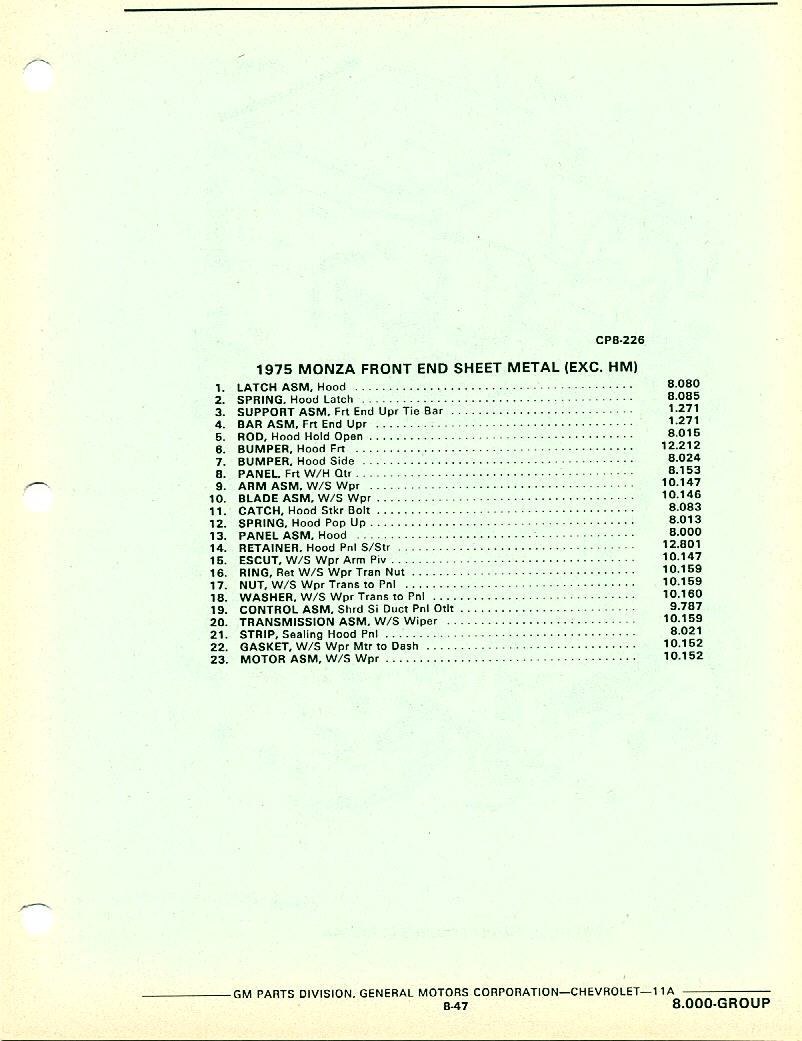 CP8-226
1975 MONZA FRONT END SHEET METAL (EXC. HM)
1. LATCH ASM, Hood ........................................ 8.080
2. SPRING, Hood Latch ........................................ 8.085
3. SUPPORT ASM, Frt End Upr Tie Bar ........................... 1.271
4. BAR ASM, Frt End Upr ...................................... 1.271
5. ROD, Hood Hold Open ....................................... 8.015
6. BUMPER, Hood Frt ......................................... 12.212
7. BUMPER, Hood Side ........................................ 8.024
8. PANEL, Frt W/H Qtr ......................................... 8.153
9. ARM ASM, W/S Wpr ........................................ 10.147
10. BLADE ASM, W/S Wpr ...................................... 10.146
11. CATCH, Hood Stkr Bolt ...................................... 8.083
12. SPRING, Hood Pop Up ....................................... 8.013
13. PANEL ASM, Hood ......................................... 8.000
14. RETAINER, Hood Pnl S/Str ................................... 12.801
15. ESCUT, W/S Wpr Arm Piv .................................... 10.147
16. RING, Ret W/S Wpr Tran Nut ................................. 10.159
17. NUT, W/S Wpr Trans to Pnl .................................. 10.159
18. WASHER, W/S Wpr Trans to Pnl .............................. 10.160
19. CONTROL ASM, Shrd Si Duct Pnl Otlt .......................... 9.787
20. TRANSMISSION ASM, W/S Wiper ............................ 10.159
21. STRIP, Sealing Hood Pnl ..................................... 8.021
22. GASKET, W/S Wpr Mtr to Dash ............................... 10.152
23. MOTOR ASM, W/S Wpr ..................................... 10.152
GM PARTS DIVISION, GENERAL MOTORS CORPORATION—CHEVROLET—11A
8-47
8.000-GROUP